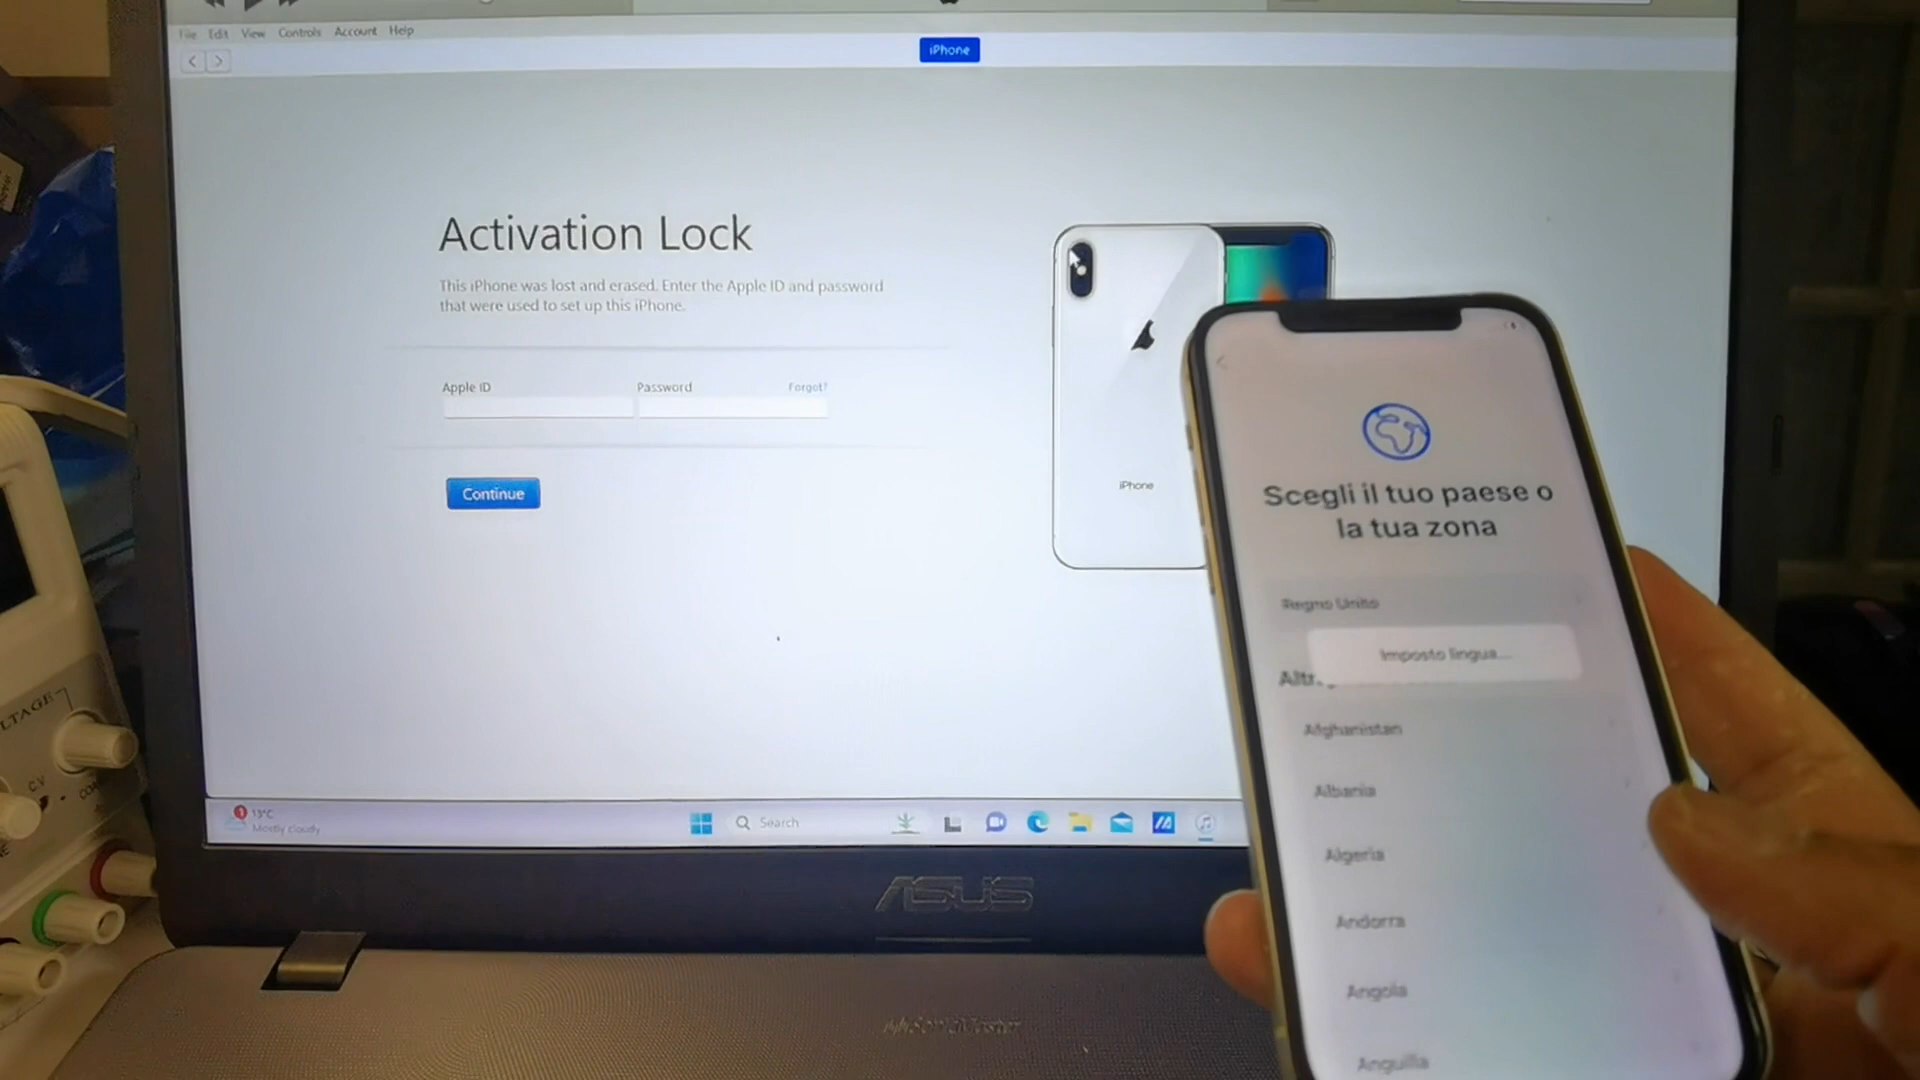 File Edit View Controls Account Help
iPhone
Activation Lock
This iPhone was lost and erased. Enter the Apple ID and password
that were used to set up this iPhone.
Apple ID Password Forgot?
Continue
iPhone
Scegli il tuo paese o
la tua zona
Regno Unito
Imposto lingua...
Afghanistan
Albania
Algeria
Andorra
Angola
Anguilla
1 13°C
Mostly cloudy
Search
ASUS
LTAGE
C.V